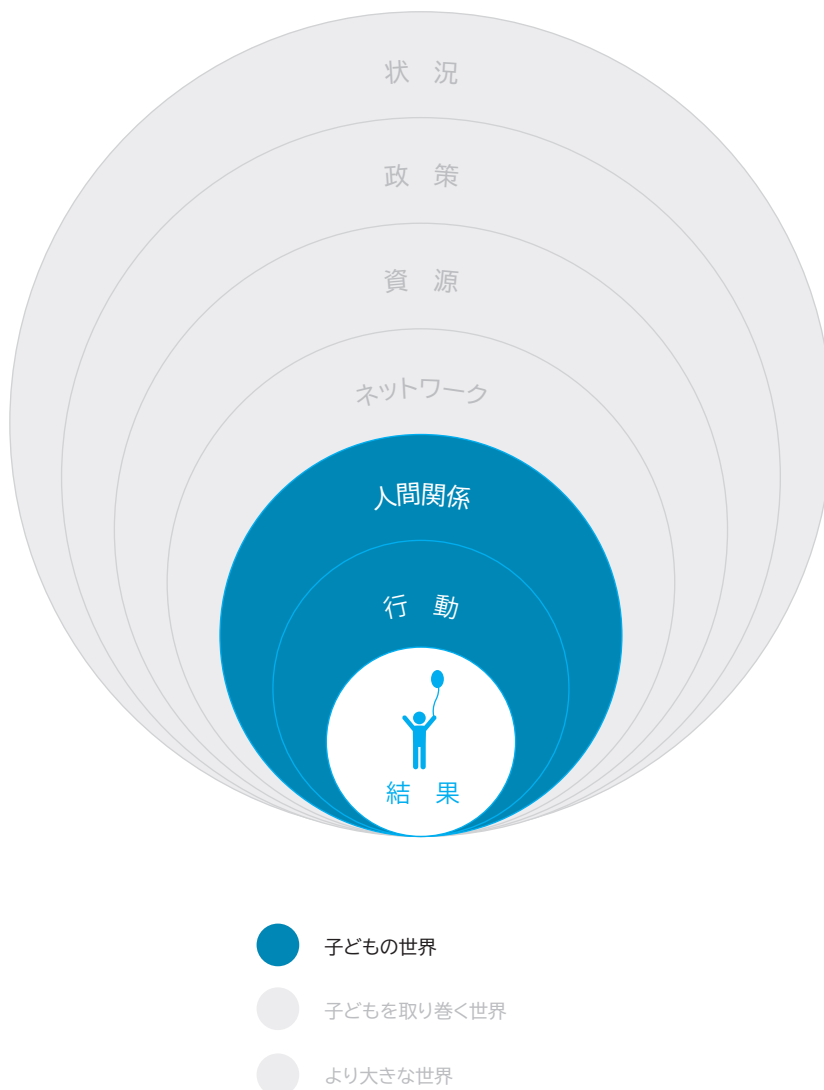 状　況
政　策
資　源
ネットワーク
人間関係
行　動
結　果
子どもの世界
子どもを取り巻く世界
より大きな世界